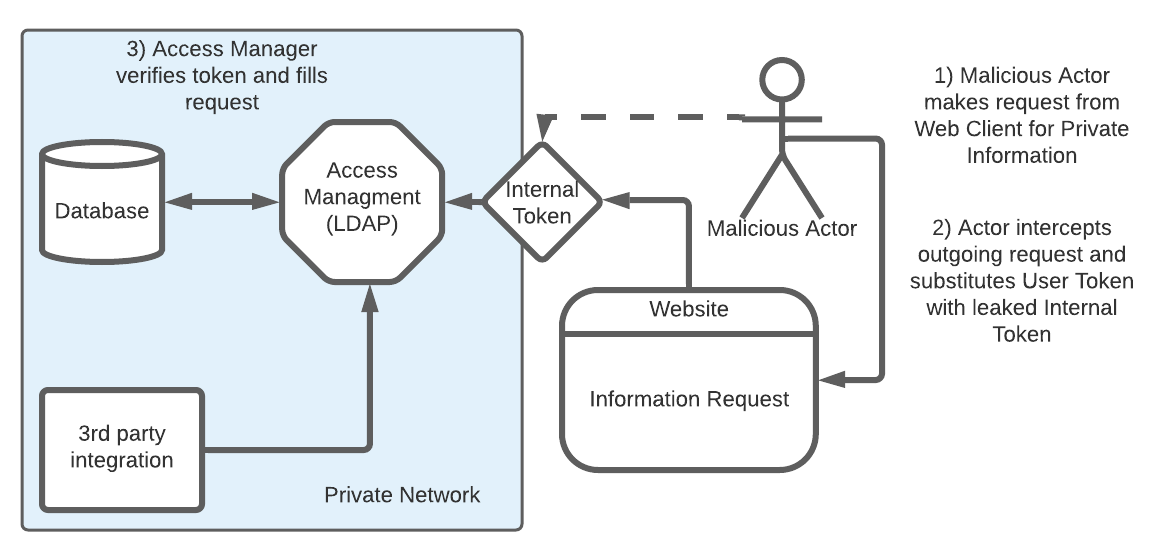 3) Access Manager
verifies token and fills
request
Database
Access
Managment
(LDAP)
Internal
Token
Malicious Actor
1) Malicious Actor
makes request from
Web Client for Private
Information
2) Actor intercepts
outgoing request and
substitutes User Token
with leaked Internal
Token
Website
Information Request
3rd party
integration
Private Network